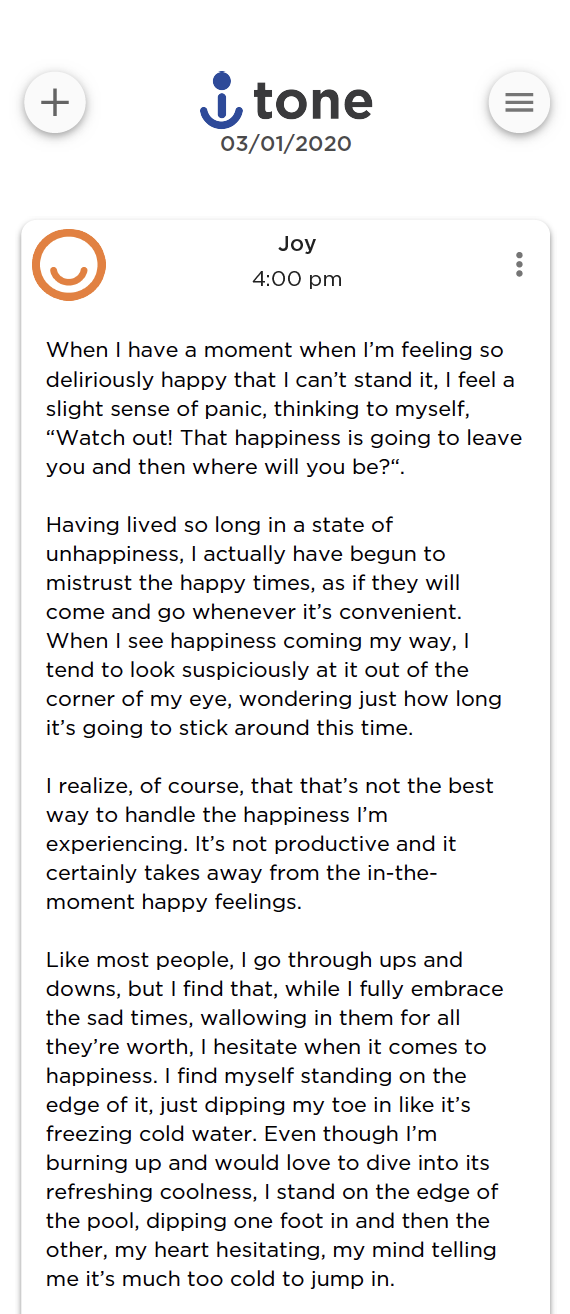 tone
03/01/2020
Joy
4:00 pm
When I have a moment when I’m feeling so
deliriously happy that I can’t stand it, I feel a
slight sense of panic, thinking to myself,
“Watch out! That happiness is going to leave
you and then where will you be?“.
Having lived so long in a state of
unhappiness, I actually have begun to
mistrust the happy times, as if they will
come and go whenever it’s convenient.
When I see happiness coming my way, I
tend to look suspiciously at it out of the
corner of my eye, wondering just how long
it’s going to stick around this time.
I realize, of course, that that’s not the best
way to handle the happiness I’m
experiencing. It’s not productive and it
certainly takes away from the in-the-
moment happy feelings.
Like most people, I go through ups and
downs, but I find that, while I fully embrace
the sad times, wallowing in them for all
they’re worth, I hesitate when it comes to
happiness. I find myself standing on the
edge of it, just dipping my toe in like it’s
freezing cold water. Even though I’m
burning up and would love to dive into its
refreshing coolness, I stand on the edge of
the pool, dipping one foot in and then the
other, my heart hesitating, my mind telling
me it’s much too cold to jump in.